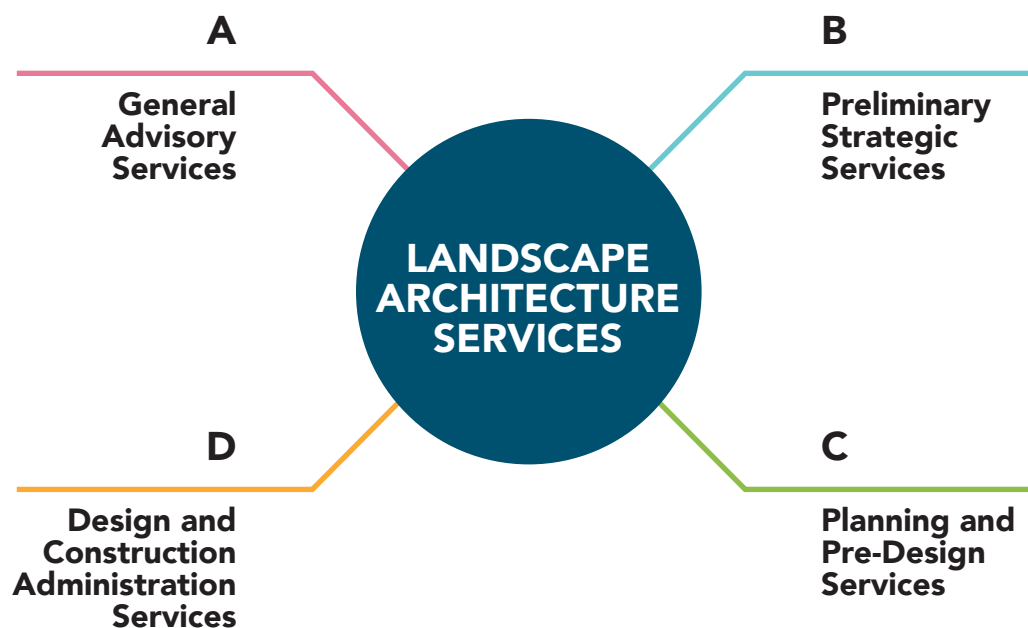 A
General
Advisory
Services
B
Preliminary
Strategic
Services
LANDSCAPE
ARCHITECTURE
SERVICES
D
Design and
Construction
Administration
Services
C
Planning and
Pre-Design
Services